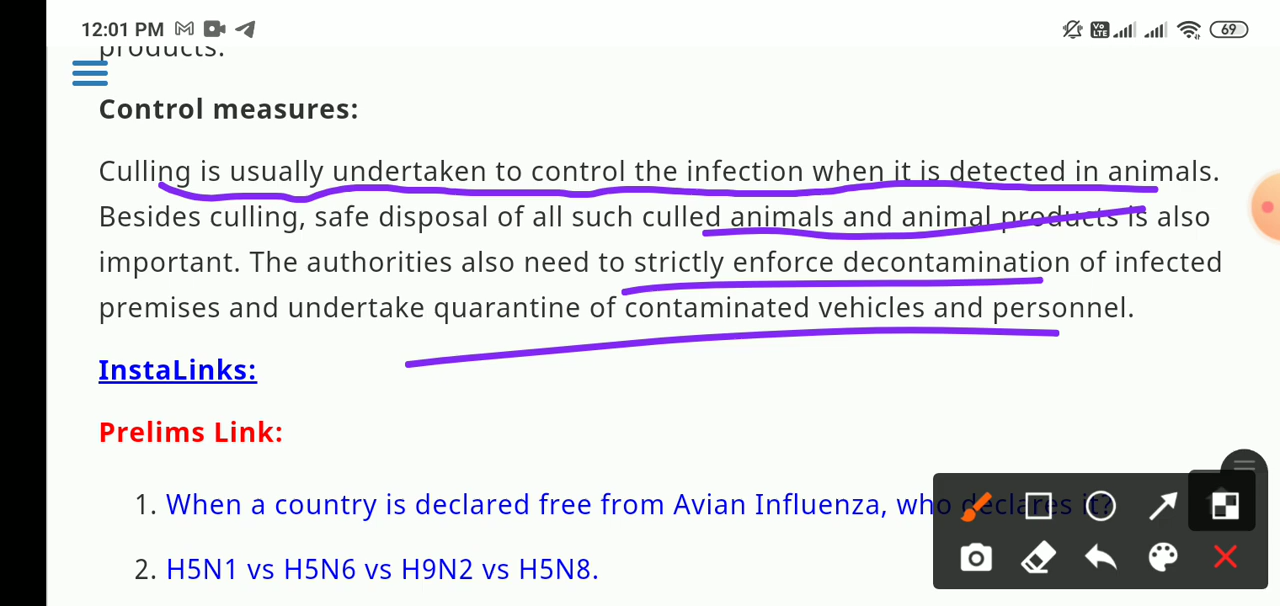 12:01 PM
Vo LTE
69
products.
Control measures:
Culling is usually undertaken to control the infection when it is detected in animals.
Besides culling, safe disposal of all such culled animals and animal products is also
important. The authorities also need to strictly enforce decontamination of infected
premises and undertake quarantine of contaminated vehicles and personnel.
InstaLinks:
Prelims Link:
1. When a country is declared free from Avian Influenza, who declares it?
2. H5N1 vs H5N6 vs H9N2 vs H5N8.